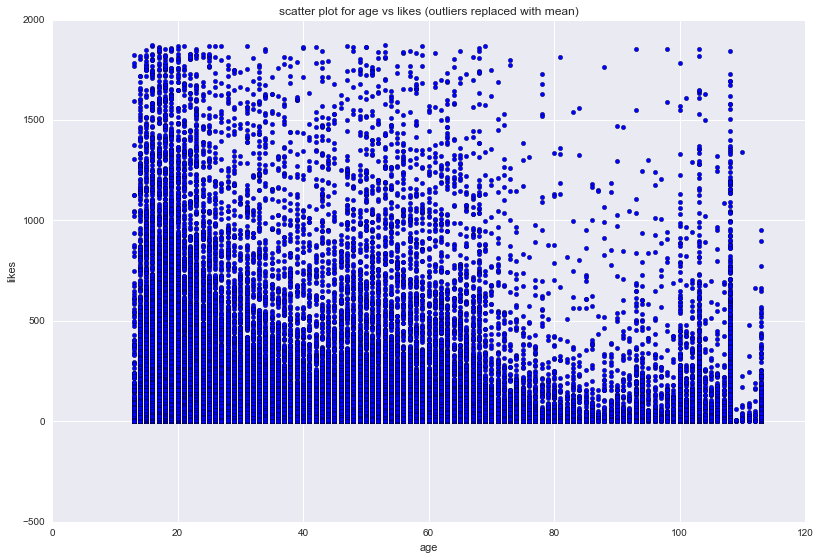 scatter plot for age vs likes (outliers replaced with mean)
2000
1500
1000
500
0
−500
likes
0 20 40 60 80 100 120
age